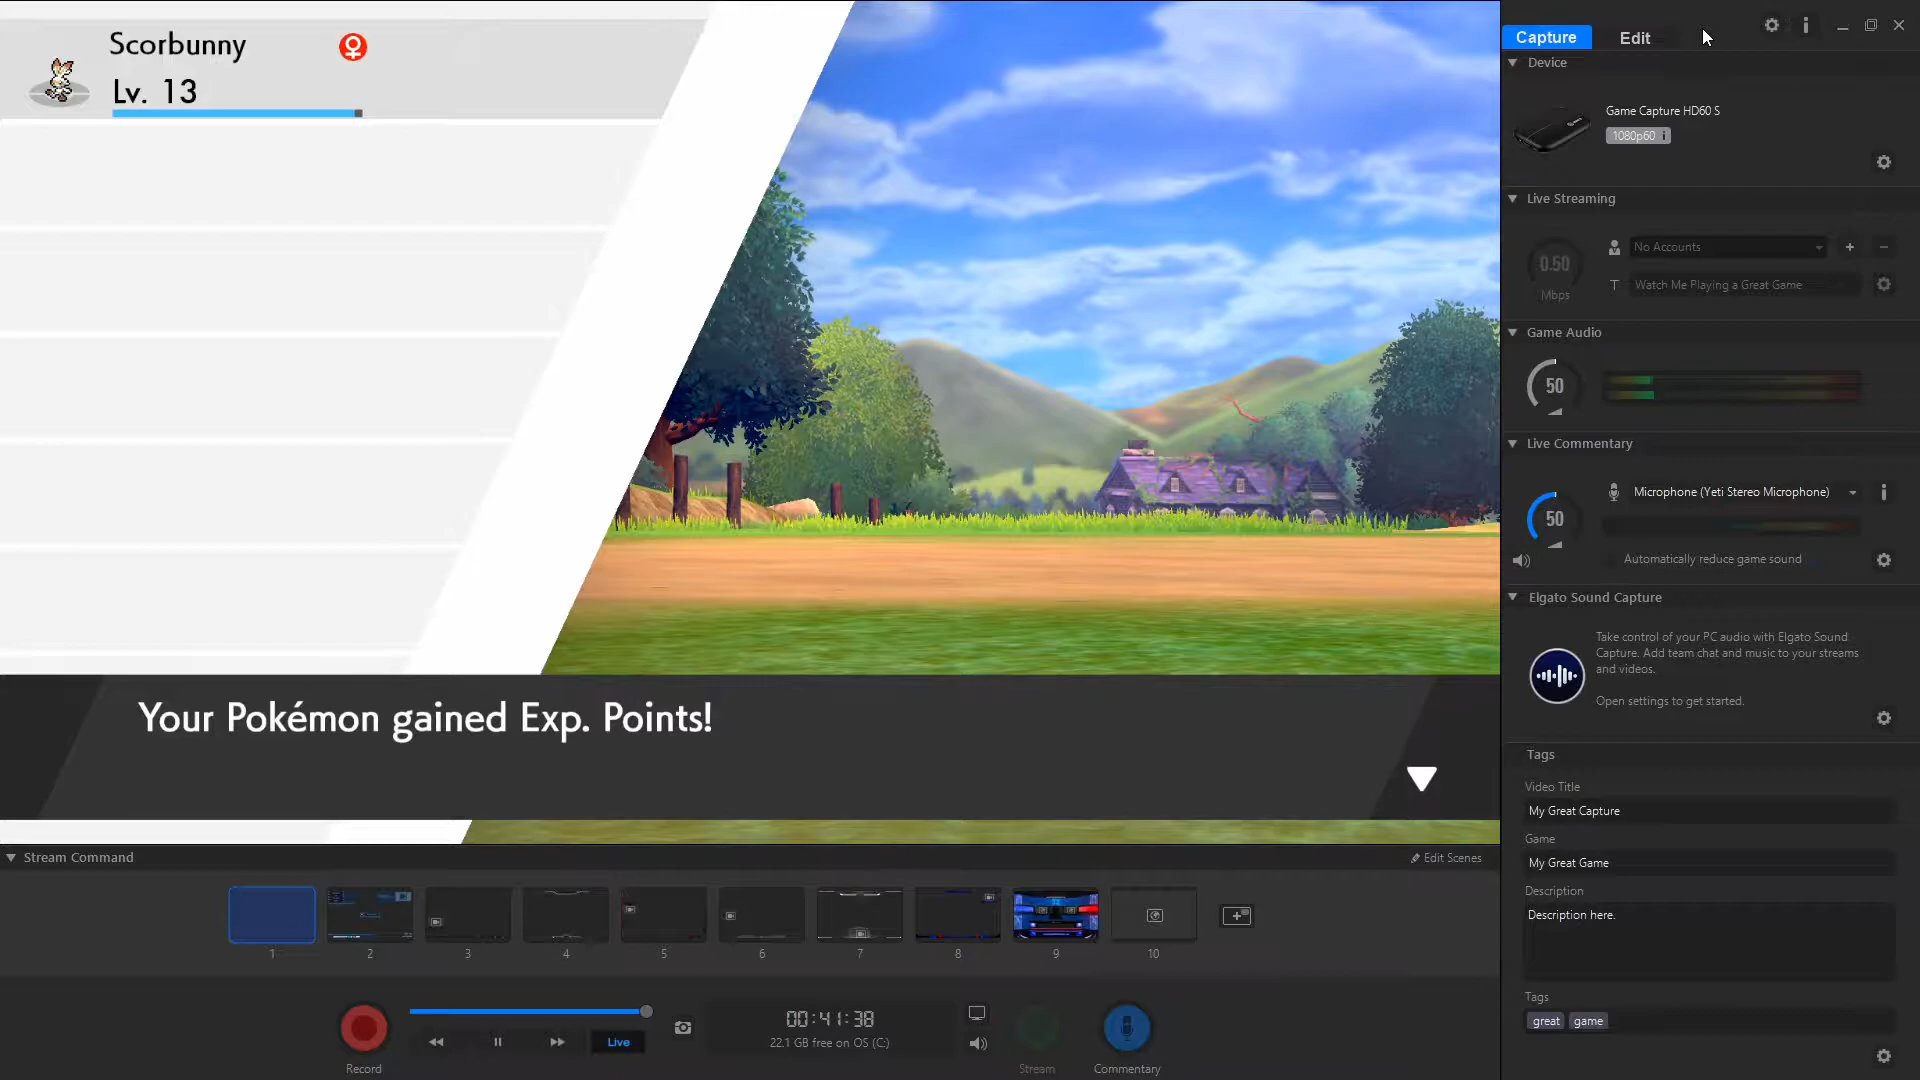 Scorbunny
Lv. 13
Your Pokémon gained Exp. Points!
Capture
Edit
Device
Game Capture HD60 S
1080p60 i
Live Streaming
0.50
Mbps
No Accounts
T Watch Me Playing a Great Game
Game Audio
50
Live Commentary
50
Microphone (Yeti Stereo Microphone)
Automatically reduce game sound
Elgato Sound Capture
Take control of your PC audio with Elgato Sound
Capture. Add team chat and music to your streams
and videos.
Open settings to get started.
Tags
Video Title
My Great Capture
Game
My Great Game
Description
Description here.
Tags
great game
Stream Command
Edit Scenes
1 2 3 4 5 6 7 8 9 10
Record
Live
00:41:38
22.1 GB free on OS (C:)
Stream
Commentary